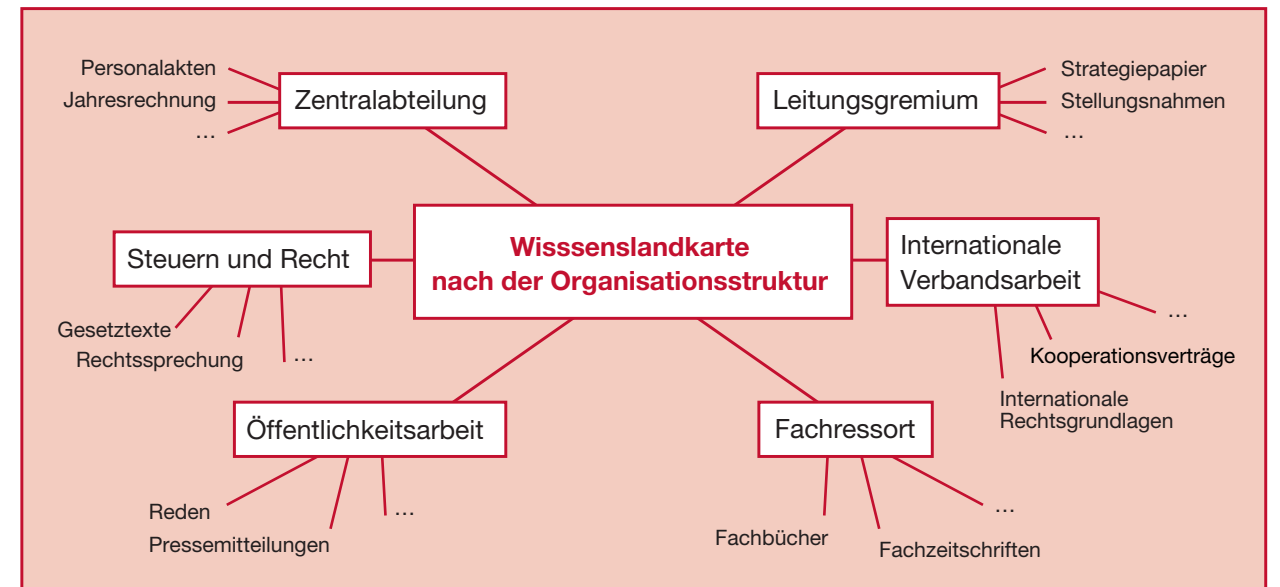 Personalakten
Jahresrechnung
…
Zentralabteilung
Leitungsgremium
Strategiepapier
Stellungsnahmen
…
Steuern und Recht
Wisssenslandkarte
nach der Organisationsstruktur
Internationale
Verbandsarbeit
Gesetztexte
Rechtssprechung
…
…
Kooperationsverträge
Internationale
Rechtsgrundlagen
Öffentlichkeitsarbeit
Fachressort
Reden
Pressemitteilungen
…
Fachbücher
Fachzeitschriften
…